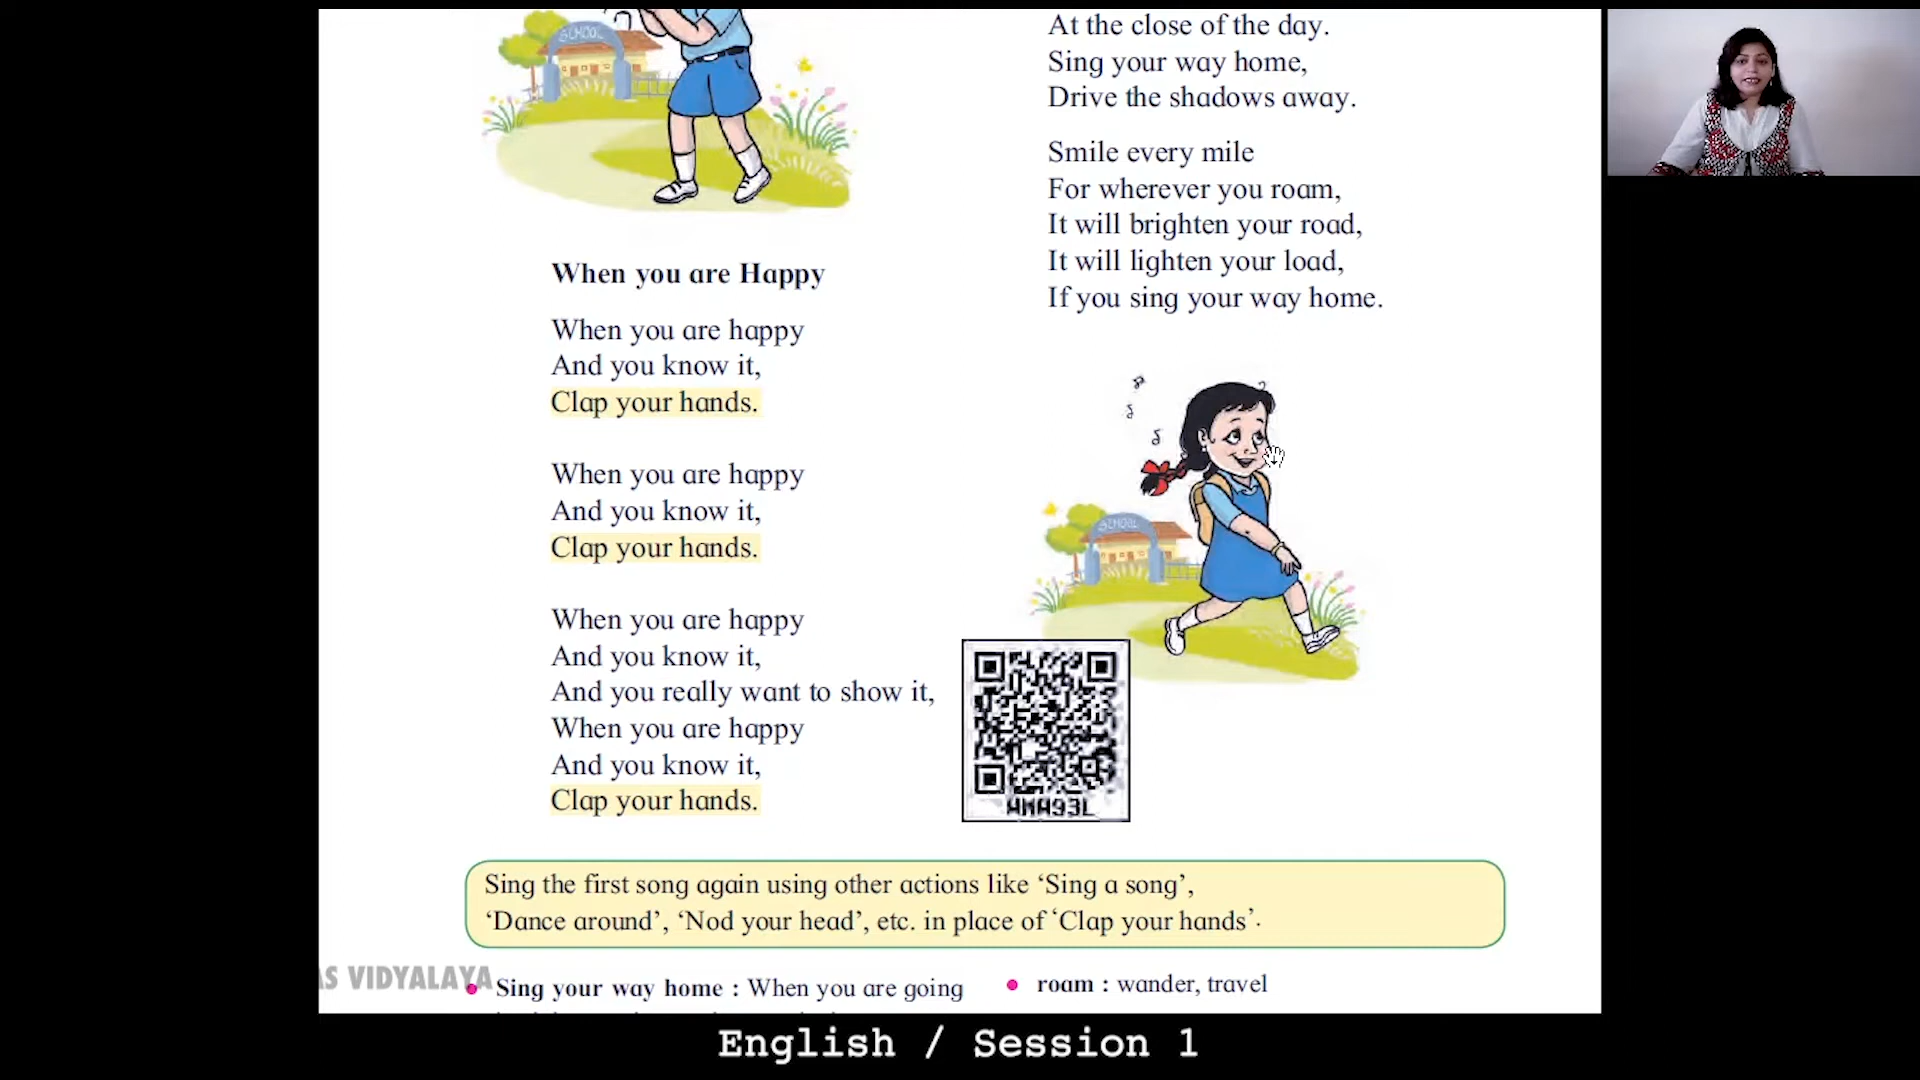 SCHOOL
When you are Happy
When you are happy
And you know it,
Clap your hands.
When you are happy
And you know it,
Clap your hands.
When you are happy
And you know it,
And you really want to show it,
When you are happy
And you know it,
Clap your hands.
At the close of the day.
Sing your way home,
Drive the shadows away.
Smile every mile
For wherever you roam,
It will brighten your road,
It will lighten your load,
If you sing your way home.
SCHOOL
Sing the first song again using other actions like ‘Sing a song’,
‘Dance around’, ‘Nod your head’, etc. in place of ‘Clap your hands’.
AS VIDYALAYA
• Sing your way home : When you are going
• roam : wander, travel
English / Session 1